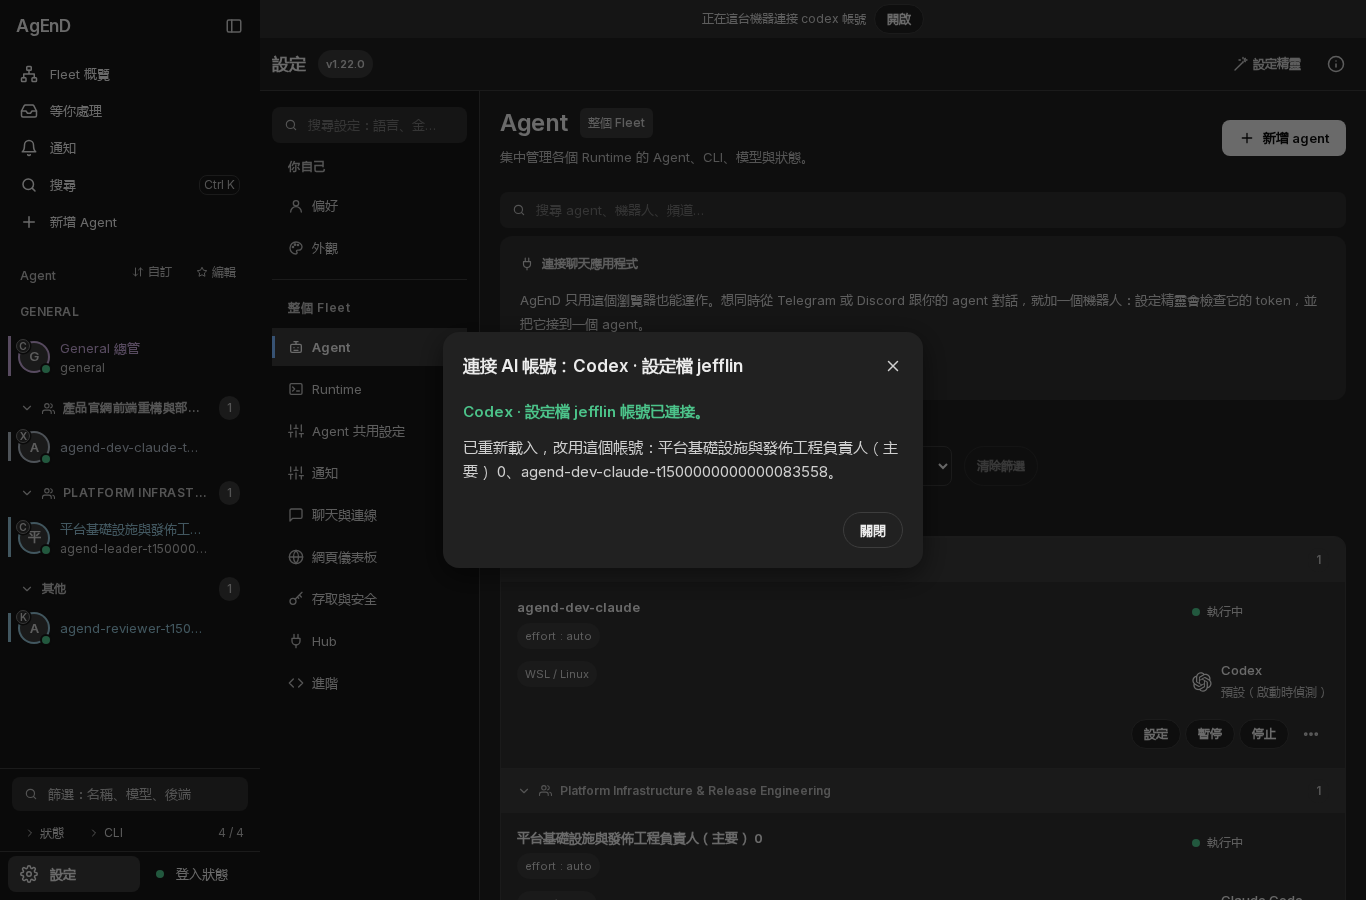 AgEnD
Fleet 概覽
等你處理
通知
搜尋
Ctrl K
新增 Agent
Agent
自訂
編輯
GENERAL
C
G
General 總管
general
產品官網前端重構與部…
1
X
A
agend-dev-claude-t…
PLATFORM INFRAST…
1
C
平
平台基礎設施與發佈工…
agend-leader-t150000…
其他
1
K
A
agend-reviewer-t150…
篩選：名稱、模型、後端
狀態
CLI
4 / 4
設定
登入狀態
正在這台機器連接 codex 帳號
開啟
設定
v1.22.0
設定精靈
搜尋設定：語言、金…
你自己
偏好
外觀
整個 Fleet
Agent
Runtime
Agent 共用設定
通知
聊天與連線
網頁儀表板
存取與安全
Hub
進階
Agent
整個 Fleet
集中管理各個 Runtime 的 Agent、CLI、模型與狀態。
新增 agent
搜尋 agent、機器人、頻道…
連接聊天應用程式
AgEnD 只用這個瀏覽器也能運作。想同時從 Telegram 或 Discord 跟你的 agent 對話，就加一個機器人：設定精靈會檢查它的 token，並
把它接到一個 agent。
清除篩選
連接 AI 帳號：Codex · 設定檔 jefflin
Codex · 設定檔 jefflin 帳號已連接。
已重新載入，改用這個帳號：平台基礎設施與發佈工程負責人（主
要）0、agend-dev-claude-t1500000000000083558。
關閉
1
agend-dev-claude
effort：auto
WSL / Linux
執行中
Codex
預設（啟動時偵測）
設定
暫停
停止
Platform Infrastructure & Release Engineering
1
平台基礎設施與發佈工程負責人（主要）0
effort：auto
執行中
Claude Code